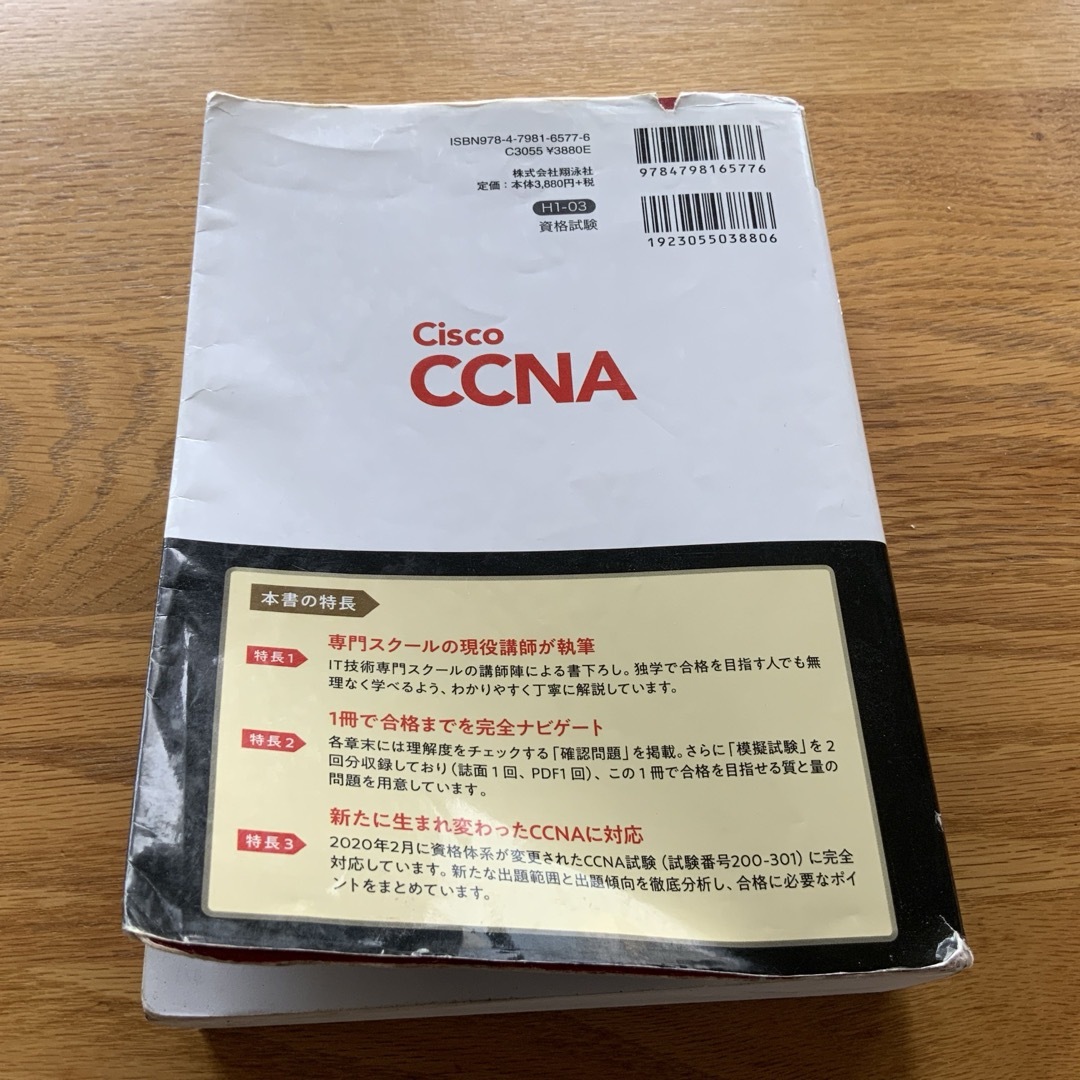 ISBN978-4-7981-6577-6
C3055 ¥3880E
株式会社翔泳社
定価：本体3,880円+税
H1-03
資格試験
9784798165776
1923055038806
Cisco
CCNA
本書の特長
特長1
専門スクールの現役講師が執筆
IT技術専門スクールの講師陣による書下ろし。独学で合格を目指す人でも無
理なく学べるよう、わかりやすく丁寧に解説しています。
特長2
1冊で合格までを完全ナビゲート
各章末には理解度をチェックする「確認問題」を掲載。さらに「模擬試験」を2
回分収録しており（誌面1回、PDF1回）、この1冊で合格を目指せる質と量の
問題を用意しています。
特長3
新たに生まれ変わったCCNAに対応
2020年2月に資格体系が変更されたCCNA試験（試験番号200-301）に完全
対応しています。新たな出題範囲と出題傾向を徹底分析し、合格に必要なポイ
ントをまとめています。